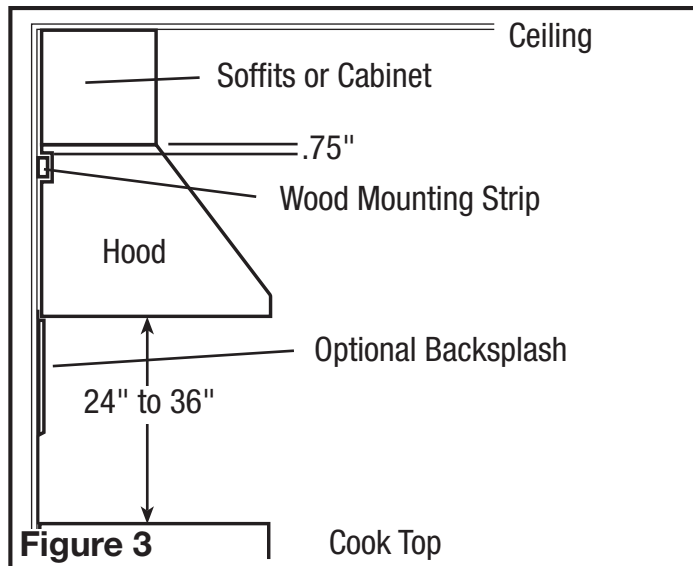 Ceiling
Soffits or Cabinet
.75"
Wood Mounting Strip
Hood
Optional Backsplash
24" to 36"
Figure 3
Cook Top